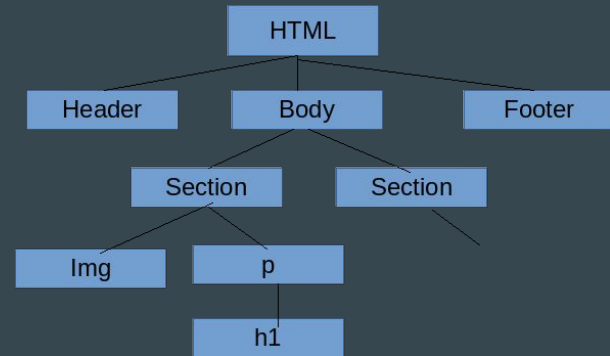 HTML
Header
Body
Footer
Section
Section
Img
p
h1